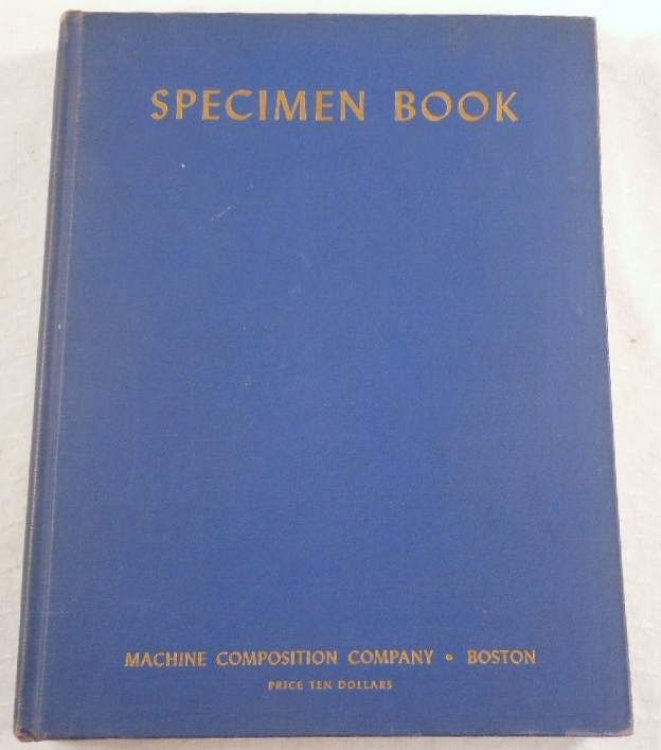 SPECIMEN BOOK
MACHINE COMPOSITION COMPANY • BOSTON
PRICE TEN DOLLARS